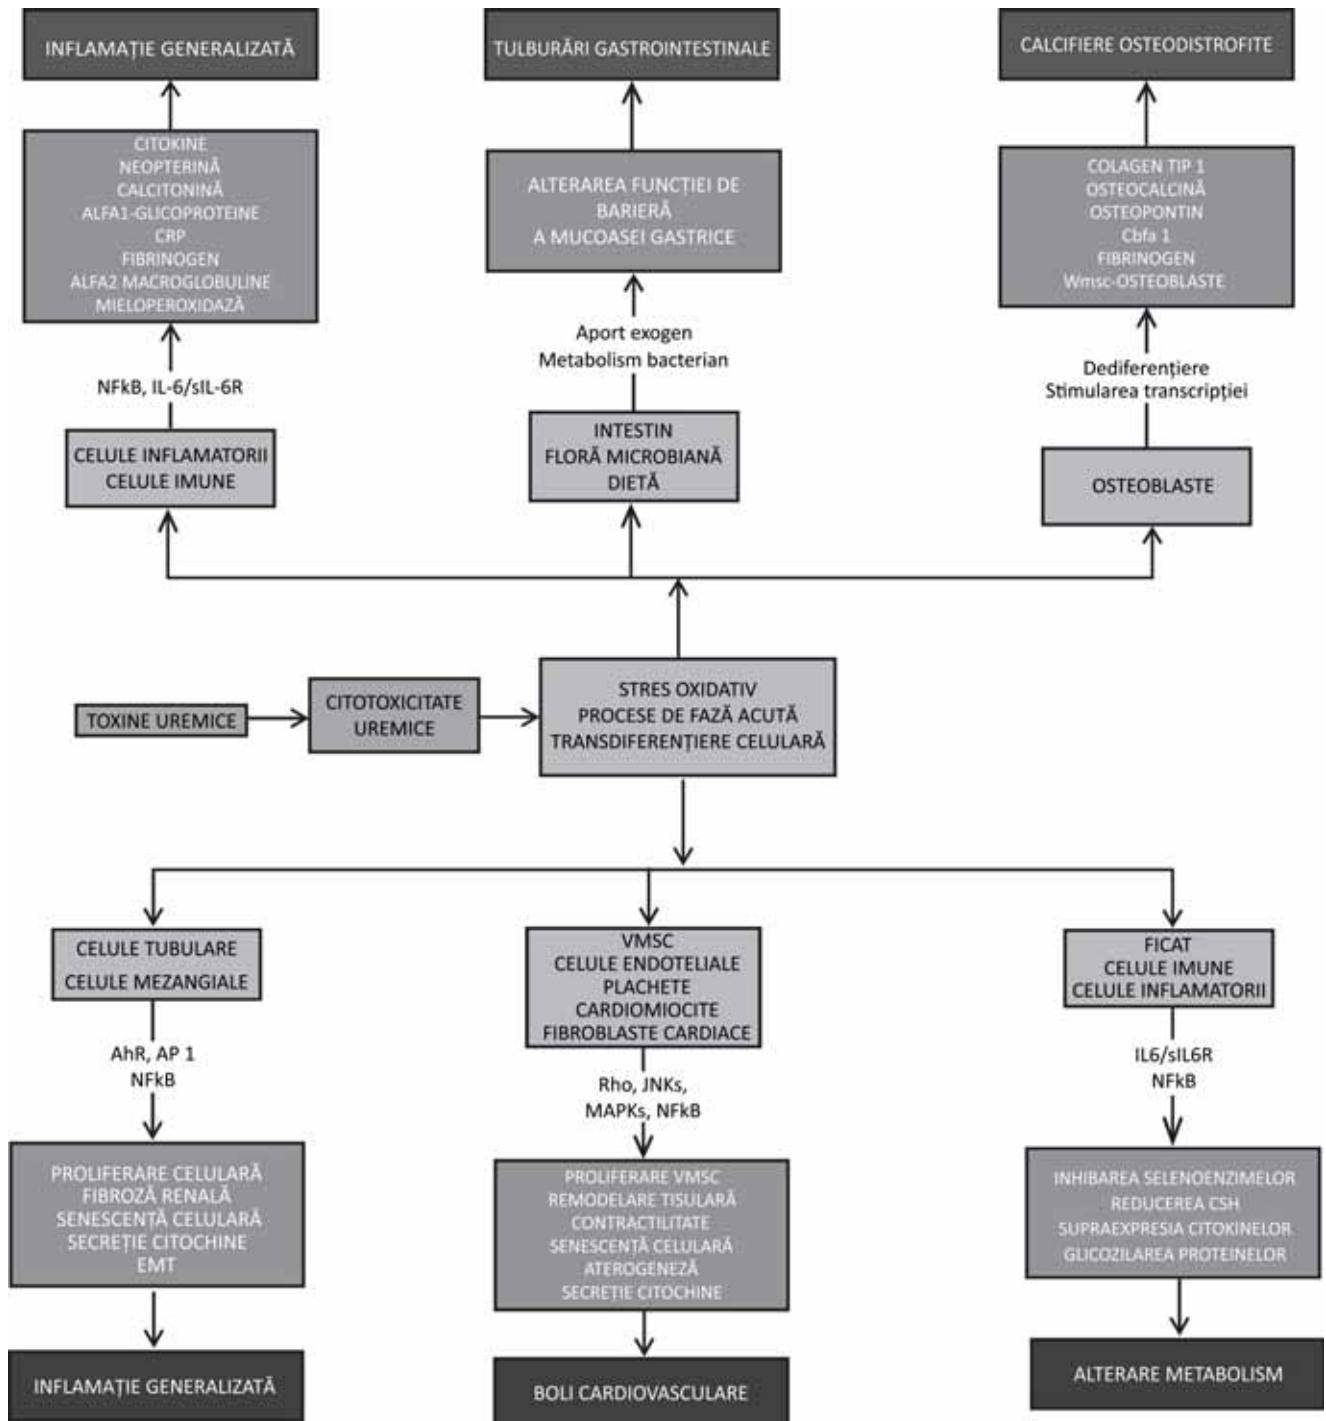 INFLAMAȚIE GENERALIZATĂ
CITOKINE
NEOPTERINĂ
CALCITONINĂ
ALFA1-GLICOPROTEINE
CRP
FIBRINOGEN
ALFA2 MACROGLOBULINE
MIELOPEROXIDAZĂ
NFkB, IL-6/sIL-6R
CELULE INFLAMATORII
CELULE IMUNE
TULBURĂRI GASTROINTESTINALE
ALTERAREA FUNCȚIEI DE
BARIERĂ
A MUCOASEI GASTRICE
Aport exogen
Metabolism bacterian
INTESTIN
FLORĂ MICROBIANĂ
DIETĂ
CALCIFIERE OSTEODISTROFITE
COLAGEN TIP 1
OSTEOCALCINĂ
OSTEOPONTIN
Cbfa 1
FIBRINOGEN
Wmsc-OSTEOBLASTE
Dediferențiere
Stimularea transcripției
OSTEOBLASTE
TOXINE UREMICE
CITOTOXICITATE
UREMICE
STRES OXIDATIV
PROCESE DE FAZĂ ACUTĂ
TRANSDIFERENȚIERE CELULARĂ
CELULE TUBULARE
CELULE MEZANGIALE
AhR, AP 1
NFkB
PROLIFERARE CELULARĂ
FIBROZĂ RENALĂ
SENESCENȚĂ CELULARĂ
SECREȚIE CITOCHINE
EMT
INFLAMAȚIE GENERALIZATĂ
VMSC
CELULE ENDOTELIALE
PLACHETE
CARDIOMIOCITE
FIBROBLASTE CARDIACE
Rho, JNKs,
MAPKs, NFkB
PROLIFERARE VMSC
REMODELARE TISULARĂ
CONTRACTILITATE
SENESCENȚĂ CELULARĂ
ATEROGENEZĂ
SECREȚIE CITOCHINE
BOLI CARDIOVASCULARE
FICAT
CELULE IMUNE
CELULE INFLAMATORII
IL6/sIL6R
NFkB
INHIBAREA SELENOENZIMELOR
REDUCEREA CSH
SUPRAEXPRESIA CITOKINELOR
GLICOZILAREA PROTEINELOR
ALTERARE METABOLISM